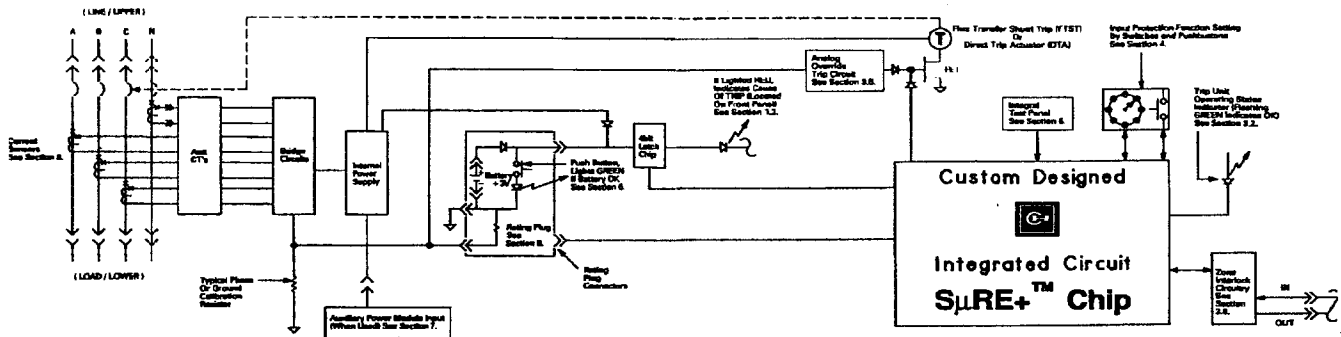 ( LINE / UPPER )
A B C N
Flux Transfer Shunt Trip (FTST)
Or
Direct Trip Actuator (DTA)
FET
Input Protection Function Setting
by Switches and Pushbuttons
See Section 4.
Analog
Override
Trip Circuit
See Section 3.8.
If Lighted RED,
Indicates Cause
Of TRIP (Located
On Front Panel)
See Section 1.2.
Integral
Test Panel
See Section 6.
Trip Unit
Operating Status
Indicator (Flashing
GREEN Indicates O/C)
See Section 3.2.
Current
Sensors
See Section 8.
Aux.
CT's
Bridge
Circuits
Internal
Power
Supply
4bit
Latch
Chip
Battery
+3V
Push Button,
Lights GREEN
If Battery OK
See Section 6.
Rating Plug
See
Section 8.
Rating
Plug
Connectors
Custom Designed
Integrated Circuit
SμRE+™ Chip
( LOAD / LOWER )
Typical Phase
Or Ground
Calibration
Resistor
Auxiliary Power Module Input
(When Used) See Section 7.
Zone
Interlock
Circuitry
See
Section
3.8.
IN
OUT